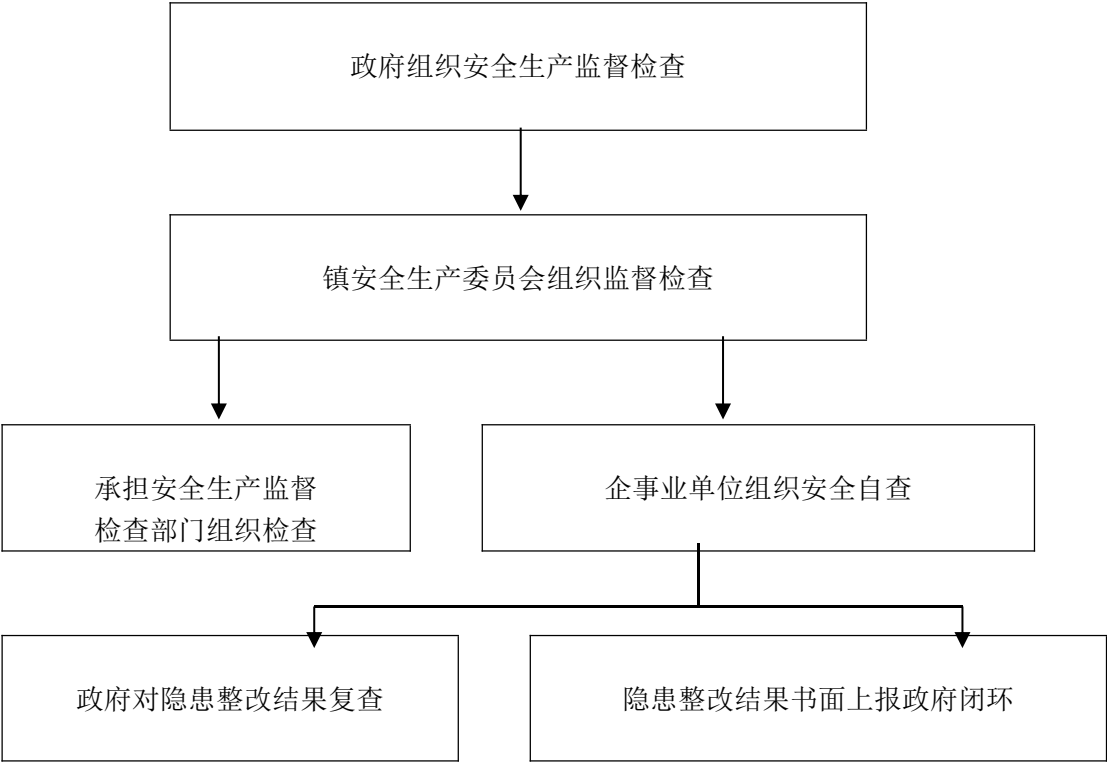 政府组织安全生产监督检查
镇安全生产委员会组织监督检查
承担安全生产监督
检查部门组织检查
企事业单位组织安全自查
政府对隐患整改结果复查
隐患整改结果书面上报政府闭环